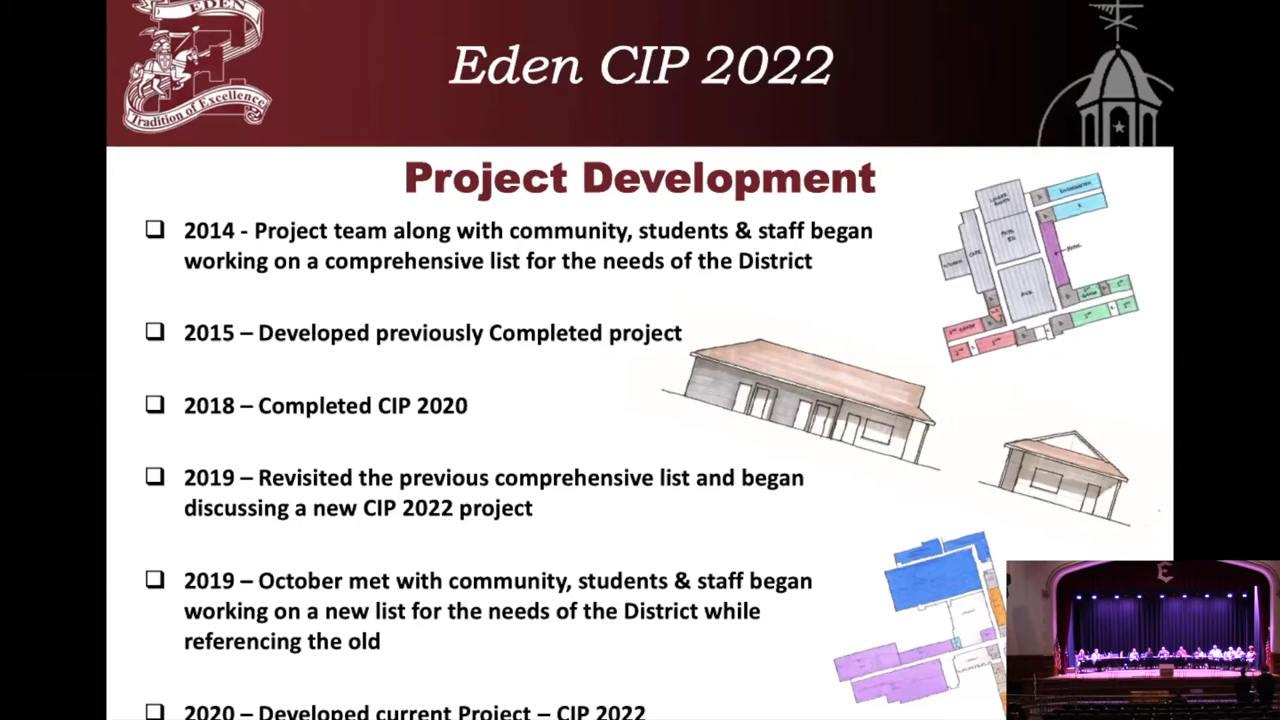 EDEN
Tradition of Excellence
Eden CIP 2022
Project Development
2014 - Project team along with community, students & staff began
working on a comprehensive list for the needs of the District
2015 – Developed previously Completed project
2018 – Completed CIP 2020
2019 – Revisited the previous comprehensive list and began
discussing a new CIP 2022 project
2019 – October met with community, students & staff began
working on a new list for the needs of the District while
referencing the old
2020 – Developed current Project – CIP 2022
E